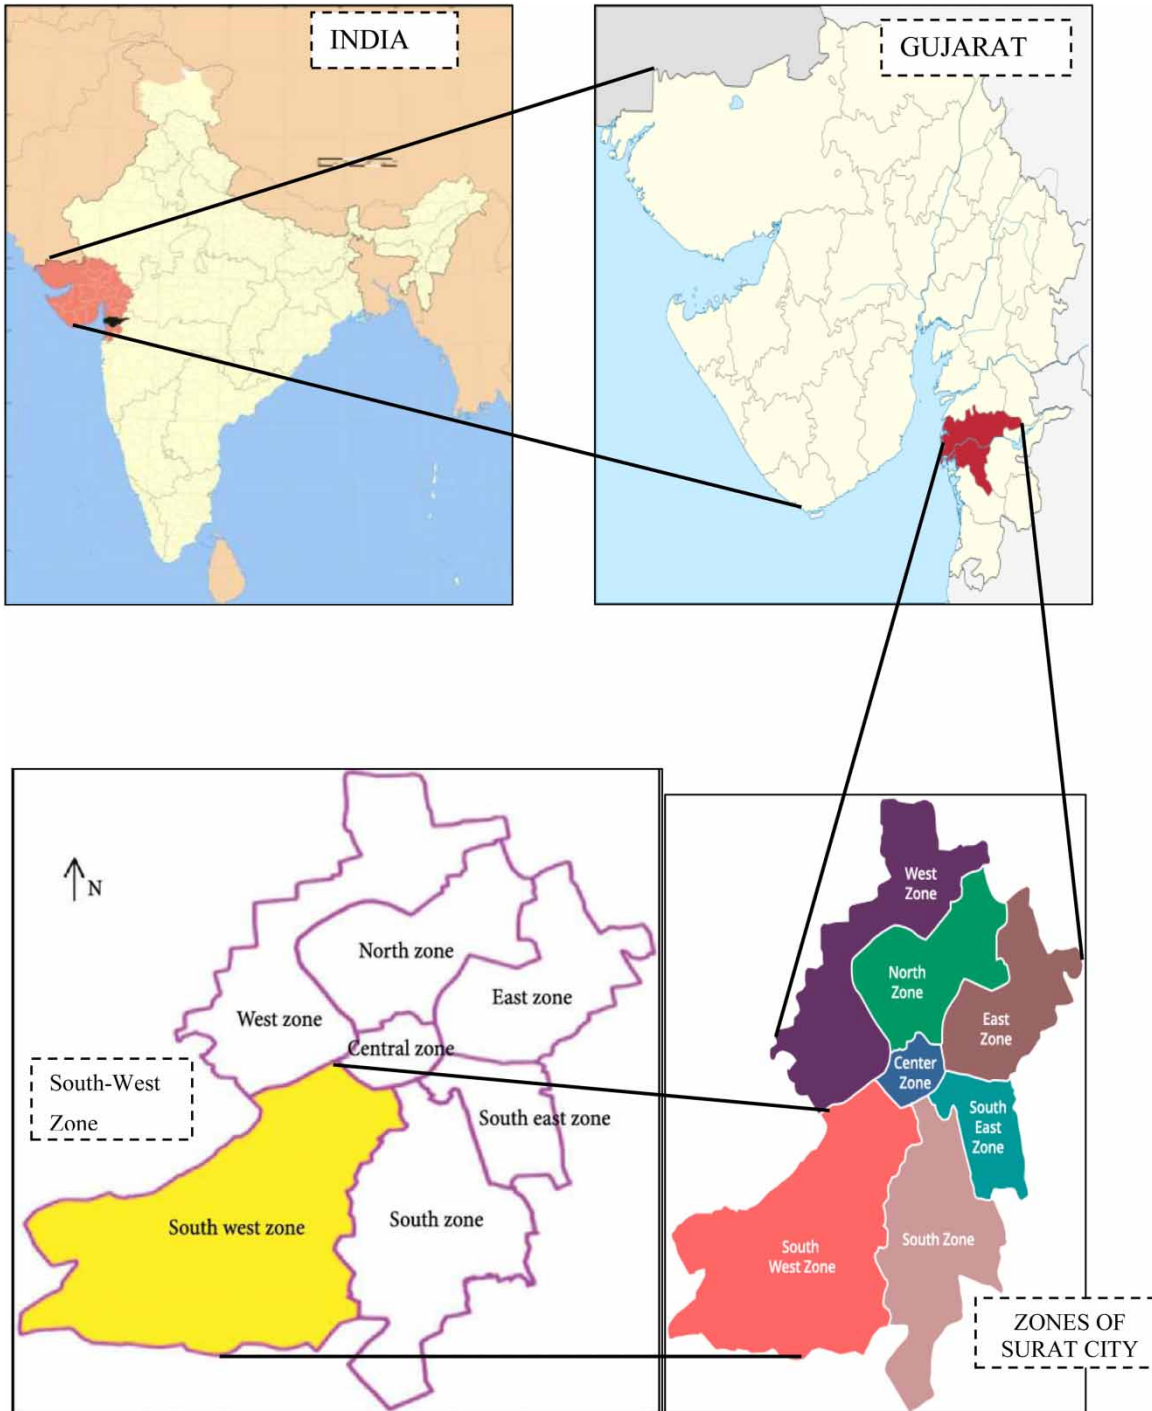 INDIA
GUJARAT
N
North zone
East zone
West zone
Central zone
South-West
Zone
South east zone
South west zone
South zone
West
Zone
North
Zone
East
Zone
Center
Zone
South
East
Zone
South
West Zone
South Zone
ZONES OF
SURAT CITY